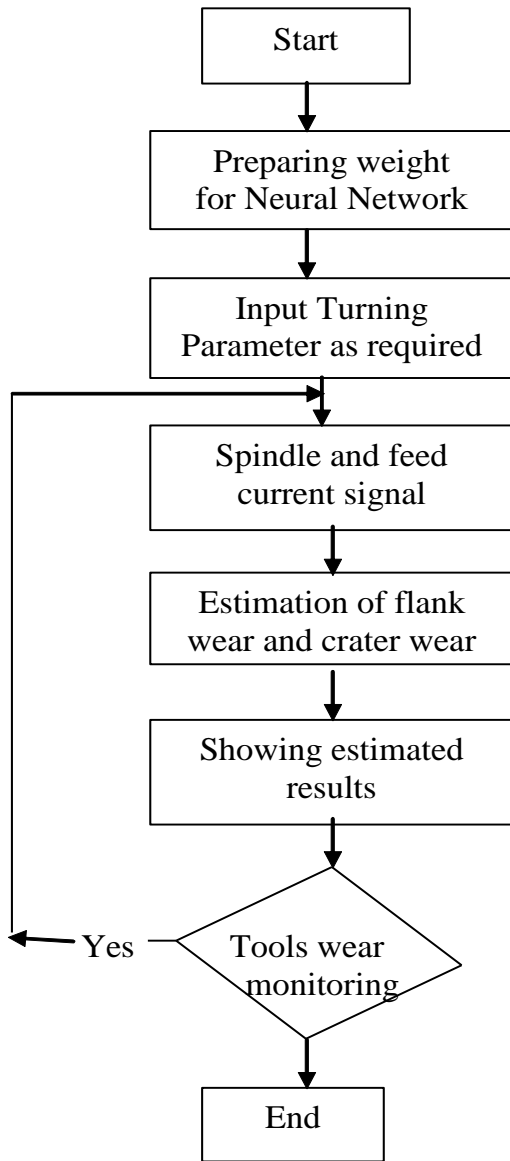 Start
Preparing weight
for Neural Network
Input Turning
Parameter as required
Spindle and feed
current signal
Estimation of flank
wear and crater wear
Showing estimated
results
Yes
Tools wear
monitoring
End